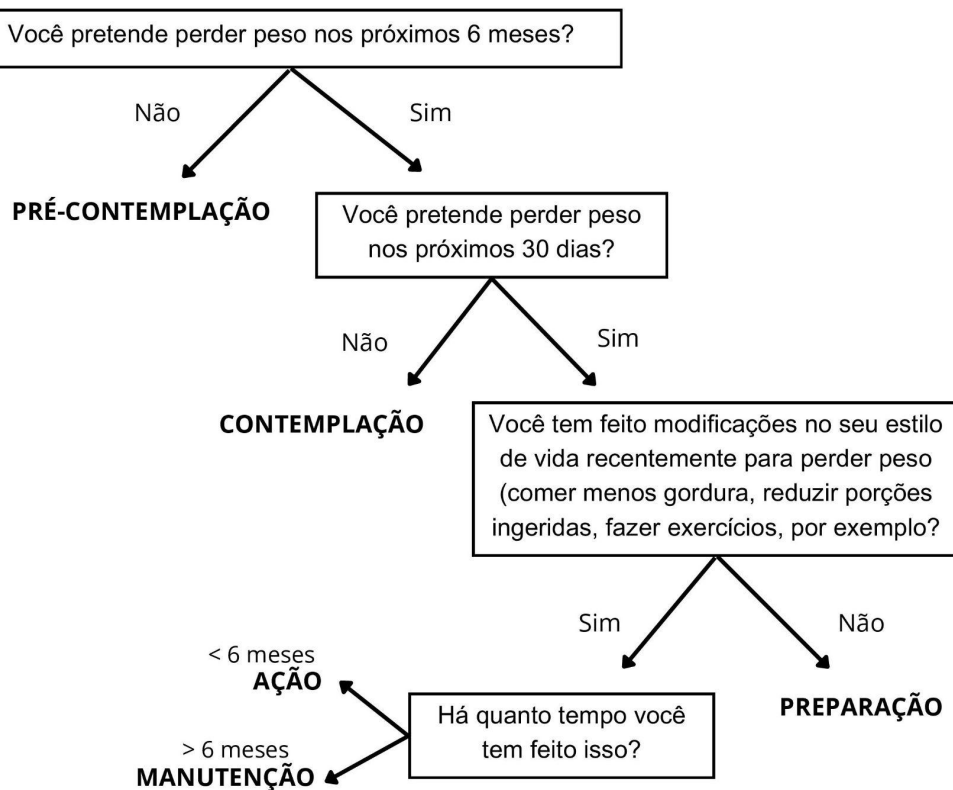 Você pretende perder peso nos próximos 6 meses?
Não
Sim
PRÉ-CONTEMPLAÇÃO
Você pretende perder peso
nos próximos 30 dias?
Não
Sim
CONTEMPLAÇÃO
Você tem feito modificações no seu estilo
de vida recentemente para perder peso
(comer menos gordura, reduzir porções
ingeridas, fazer exercícios, por exemplo?
Sim
Não
< 6 meses
AÇÃO
Há quanto tempo você
tem feito isso?
PREPARAÇÃO
> 6 meses
MANUTENÇÃO